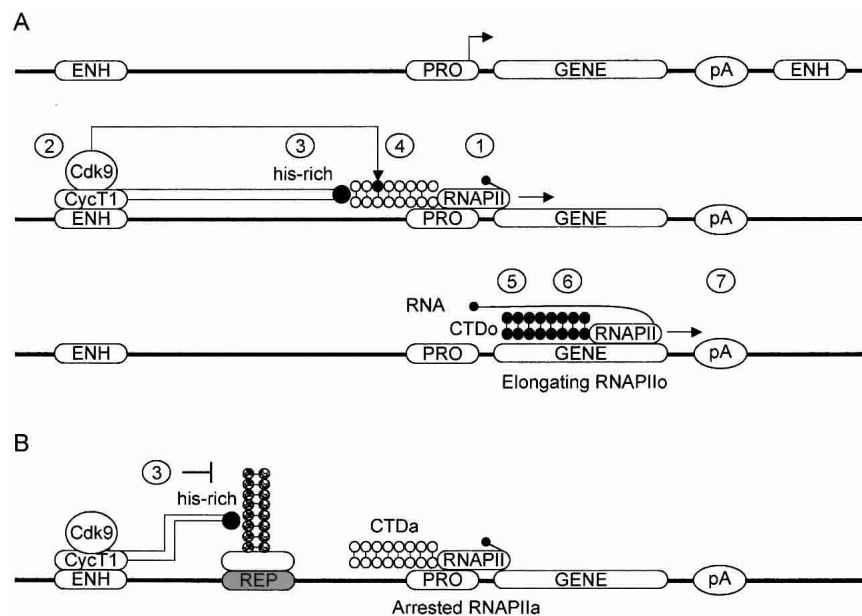 A
ENH PRO GENE pA ENH
2 3 4 1
Cdk9 his-rich
CycT1 RNAPII
ENH PRO GENE pA
5 6 7
RNA
CTDo RNAPII
ENH PRO GENE pA
Elongating RNAPIIo
B
3
his-rich
Cdk9 CTDa
CycT1 RNAPII
ENH REP PRO GENE pA
Arrested RNAPIIa